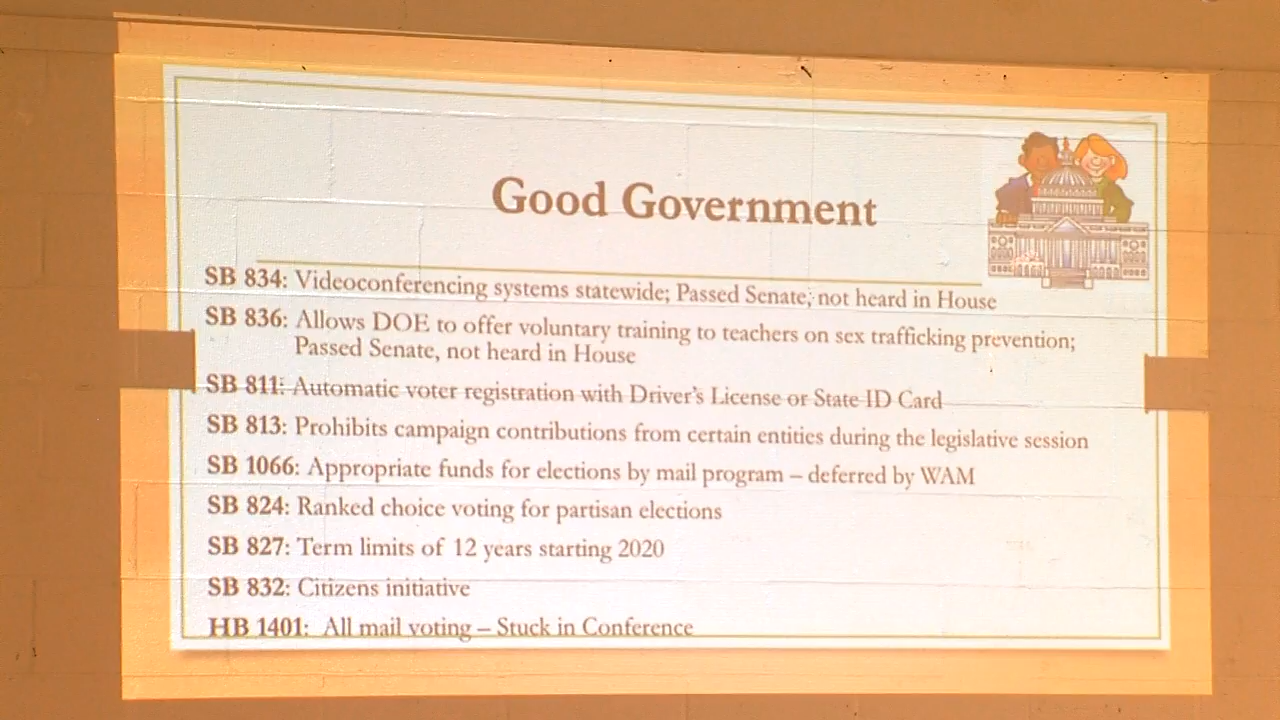 Good Government
SB 834: Videoconferencing systems statewide; Passed Senate; not heard in House
SB 836: Allows DOE to offer voluntary training to teachers on sex trafficking prevention;
Passed Senate, not heard in House
SB 811: Automatic voter registration with Driver's License or State ID Card
SB 813: Prohibits campaign contributions from certain entities during the legislative session
SB 1066: Appropriate funds for elections by mail program – deferred by WAM
SB 824: Ranked choice voting for partisan elections
SB 827: Term limits of 12 years starting 2020
SB 832: Citizens initiative
HB 1401: All mail voting – Stuck in Conference